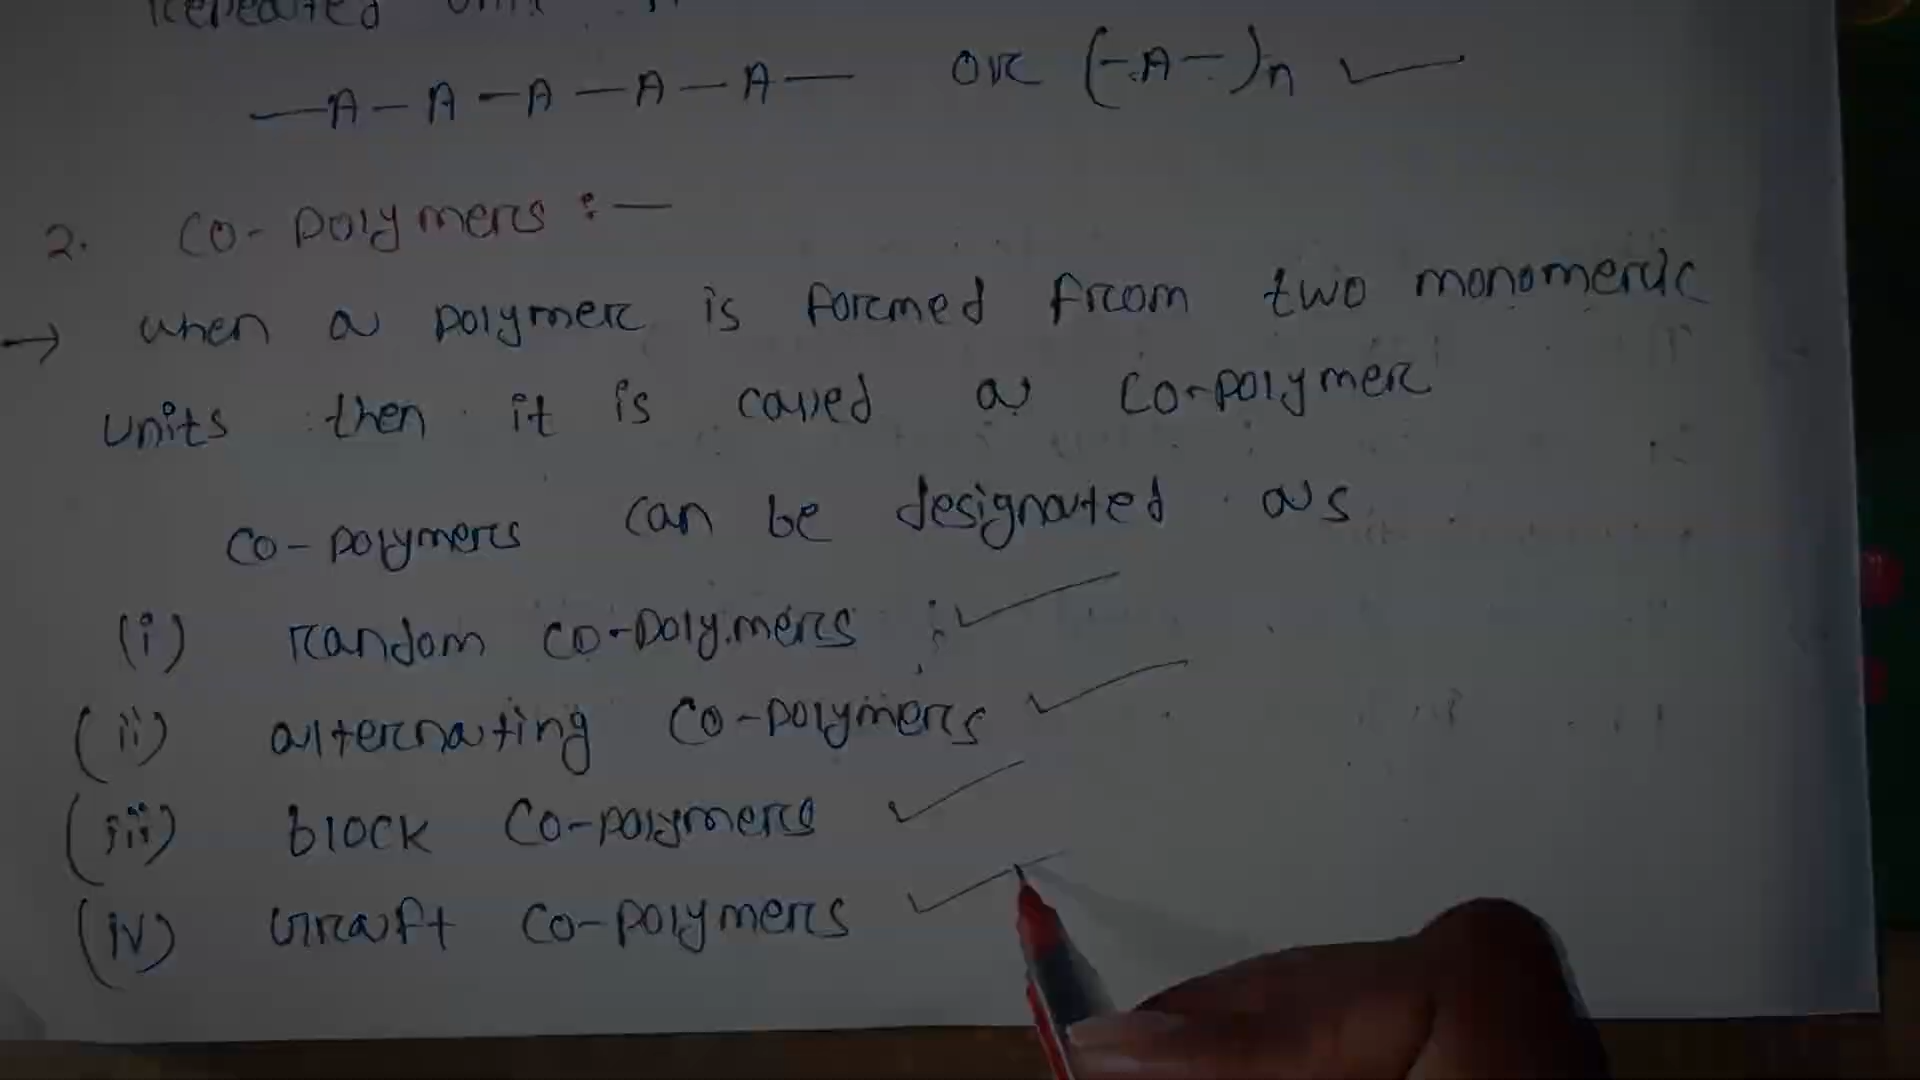 Repeated unit
—A—A—A—A—A— or (-A-)n
2. Co-polymers :—
→ when a polymer is formed from two monomeric
units then it is called a co-polymer
Co-polymers can be designated as
(i) random co-polymers :
(ii) alternating co-polymers
(iii) block co-polymers
(iv) Graft co-polymers